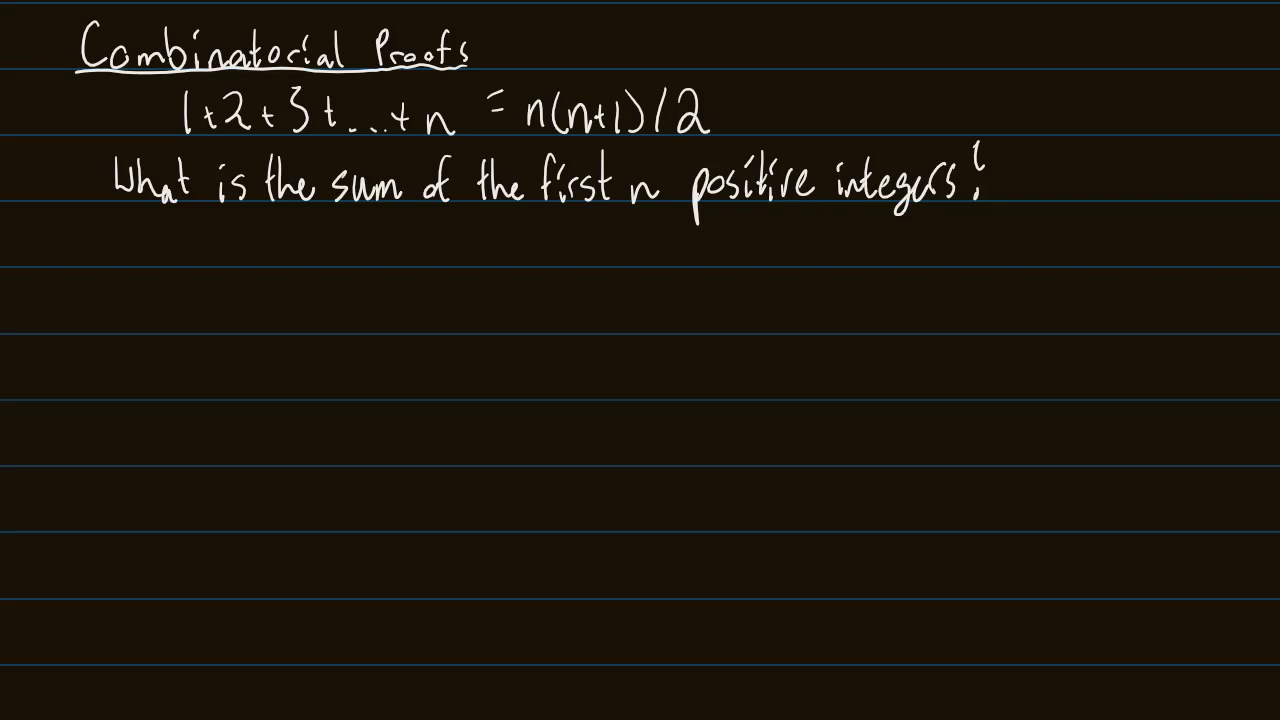 Combinatorial Proofs
1+2+3+...+n = n(n+1)/2
What is the sum of the first n positive integers?